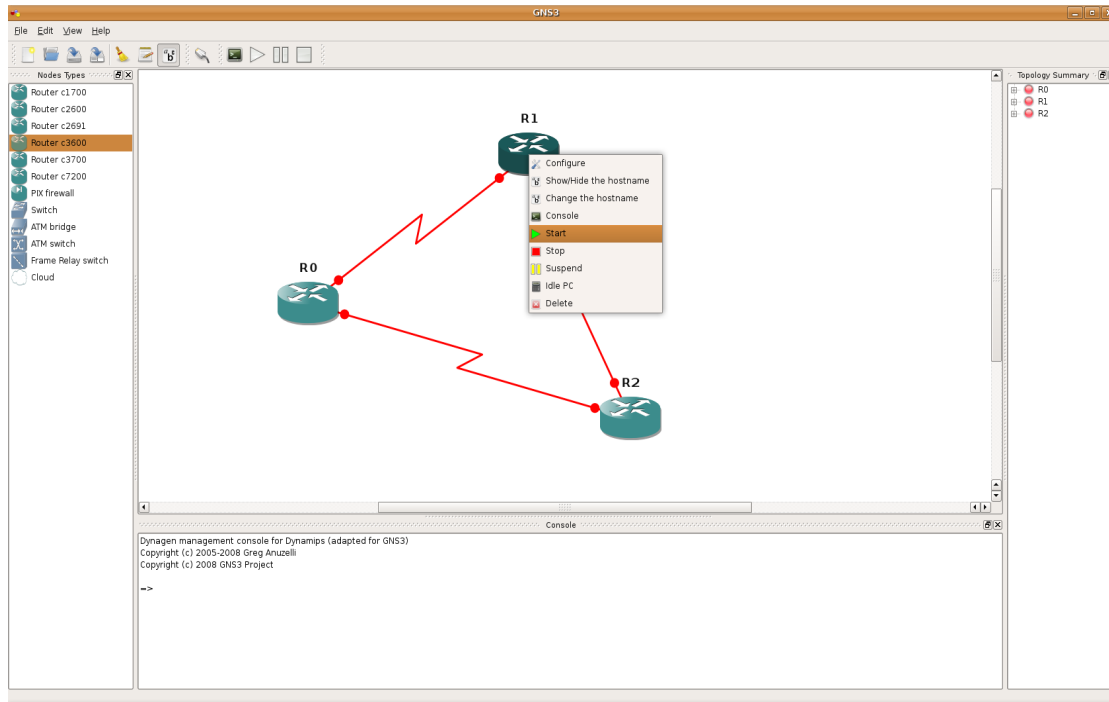 GNS3
File Edit View Help
Nodes Types
Router c1700
Router c2600
Router c2691
Router c3600
Router c3700
Router c7200
PIX firewall
Switch
ATM bridge
ATM switch
Frame Relay switch
Cloud
R1
R0
R2
Configure
Show/Hide the hostname
Change the hostname
Console
Start
Stop
Suspend
Idle PC
Delete
Topology Summary
R0
R1
R2
Console
Dynagen management console for Dynamips (adapted for GNS3)
Copyright (c) 2005-2008 Greg Anuzelli
Copyright (c) 2008 GNS3 Project
=>